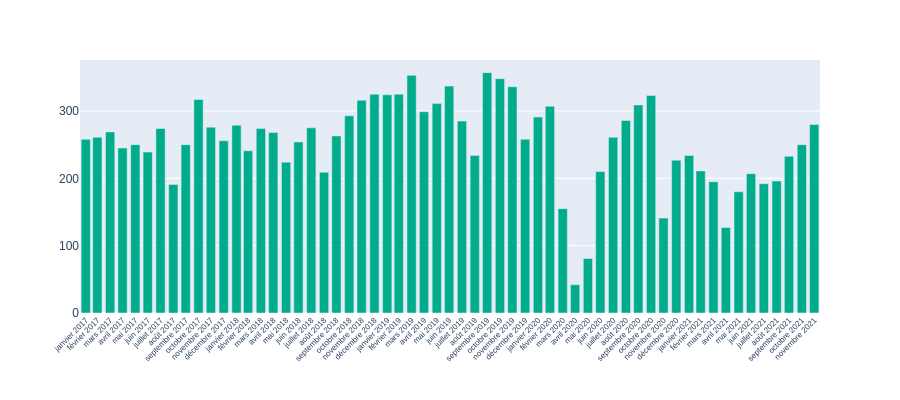 300
200
100
0
janvier 2017
février 2017
mars 2017
avril 2017
mai 2017
juin 2017
juillet 2017
août 2017
septembre 2017
octobre 2017
novembre 2017
décembre 2017
janvier 2018
février 2018
mars 2018
avril 2018
mai 2018
juin 2018
juillet 2018
août 2018
septembre 2018
octobre 2018
novembre 2018
décembre 2018
janvier 2019
février 2019
mars 2019
avril 2019
mai 2019
juin 2019
juillet 2019
août 2019
septembre 2019
octobre 2019
novembre 2019
décembre 2019
janvier 2020
février 2020
mars 2020
avril 2020
mai 2020
juin 2020
juillet 2020
août 2020
septembre 2020
octobre 2020
novembre 2020
décembre 2020
janvier 2021
février 2021
mars 2021
avril 2021
mai 2021
juin 2021
juillet 2021
août 2021
septembre 2021
octobre 2021
novembre 2021